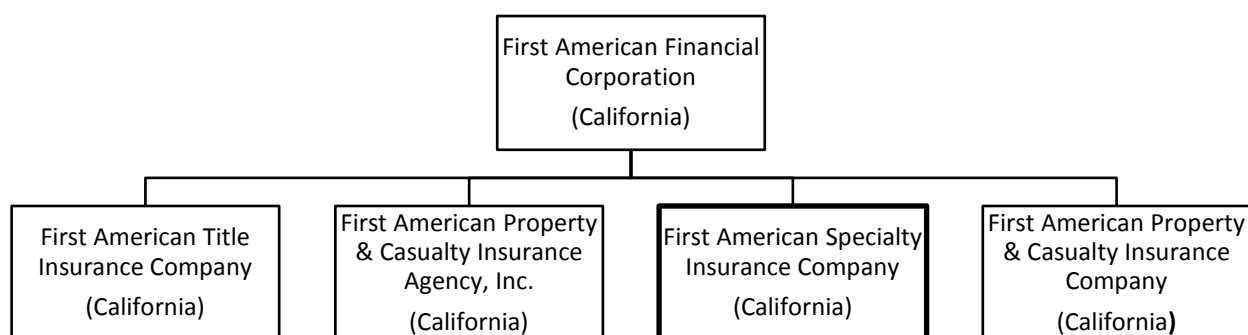 First American Financial
Corporation
(California)
First American Title
Insurance Company
(California)
First American Property
& Casualty Insurance
Agency, Inc.
(California)
First American Specialty
Insurance Company
(California)
First American Property
& Casualty Insurance
Company
(California)